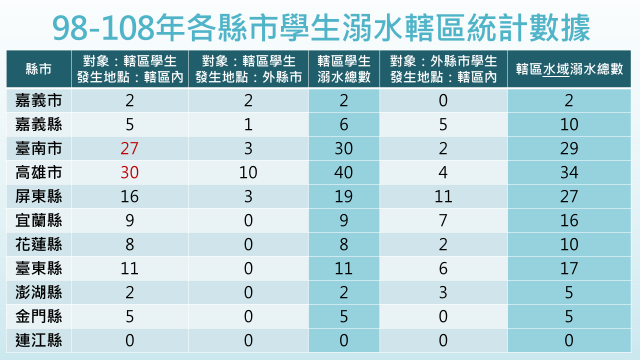 98-108年各縣市學生溺水轄區統計數據
縣市 對象：轄區學生 發生地點：轄區內 對象：轄區學生 發生地點：外縣市 轄區學生 溺水總數 對象：外縣市學生 發生地點：轄區內 轄區水域溺水總數
嘉義市 2 2 2 0 2
嘉義縣 5 1 6 5 10
臺南市 27 3 30 2 29
高雄市 30 10 40 4 34
屏東縣 16 3 19 11 27
宜蘭縣 9 0 9 7 16
花蓮縣 8 0 8 2 10
臺東縣 11 0 11 6 17
澎湖縣 2 0 2 3 5
金門縣 5 0 5 0 5
連江縣 0 0 0 0 0